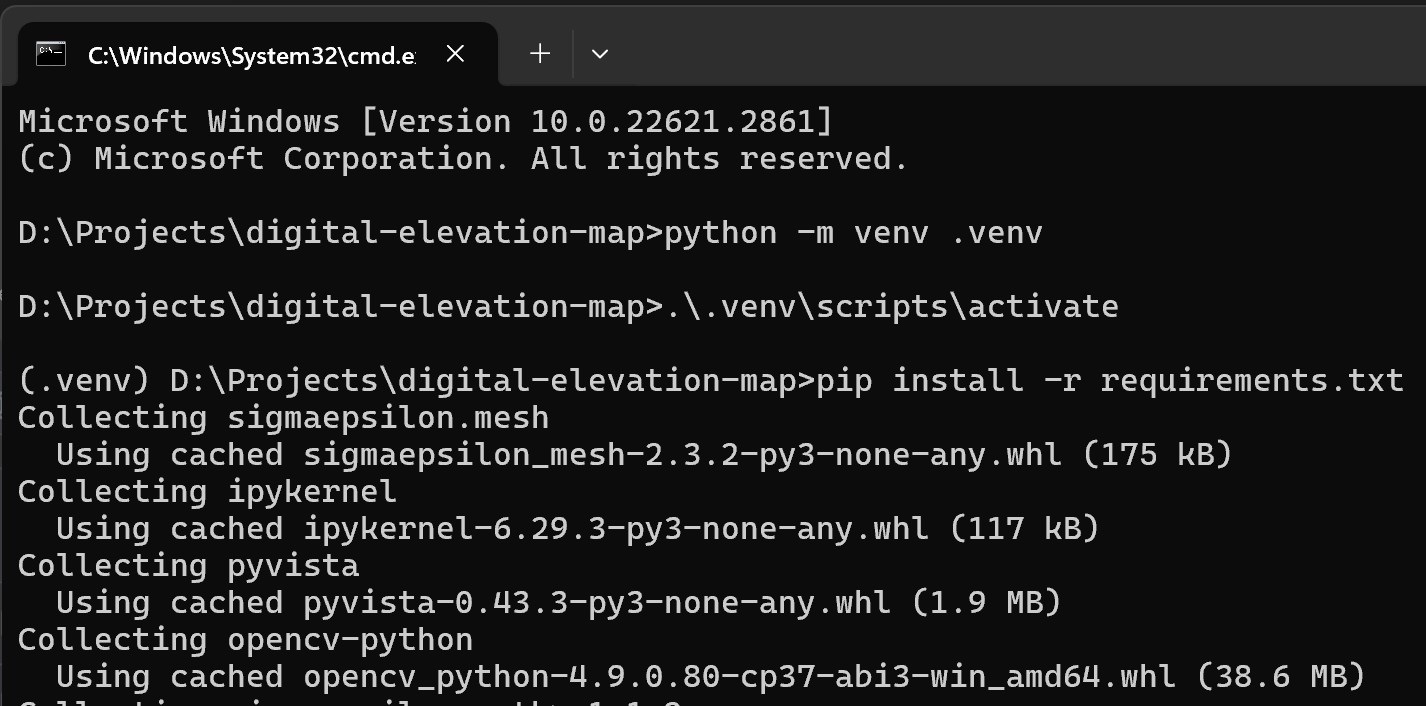 C:\Windows\System32\cmd.e
Microsoft Windows [Version 10.0.22621.2861]
(c) Microsoft Corporation. All rights reserved.
D:\Projects\digital-elevation-map>python -m venv .venv
D:\Projects\digital-elevation-map>.\.venv\scripts\activate
(.venv) D:\Projects\digital-elevation-map>pip install -r requirements.txt
Collecting sigmaepsilon.mesh
  Using cached sigmaepsilon_mesh-2.3.2-py3-none-any.whl (175 kB)
Collecting ipykernel
  Using cached ipykernel-6.29.3-py3-none-any.whl (117 kB)
Collecting pyvista
  Using cached pyvista-0.43.3-py3-none-any.whl (1.9 MB)
Collecting opencv-python
  Using cached opencv_python-4.9.0.80-cp37-abi3-win_amd64.whl (38.6 MB)